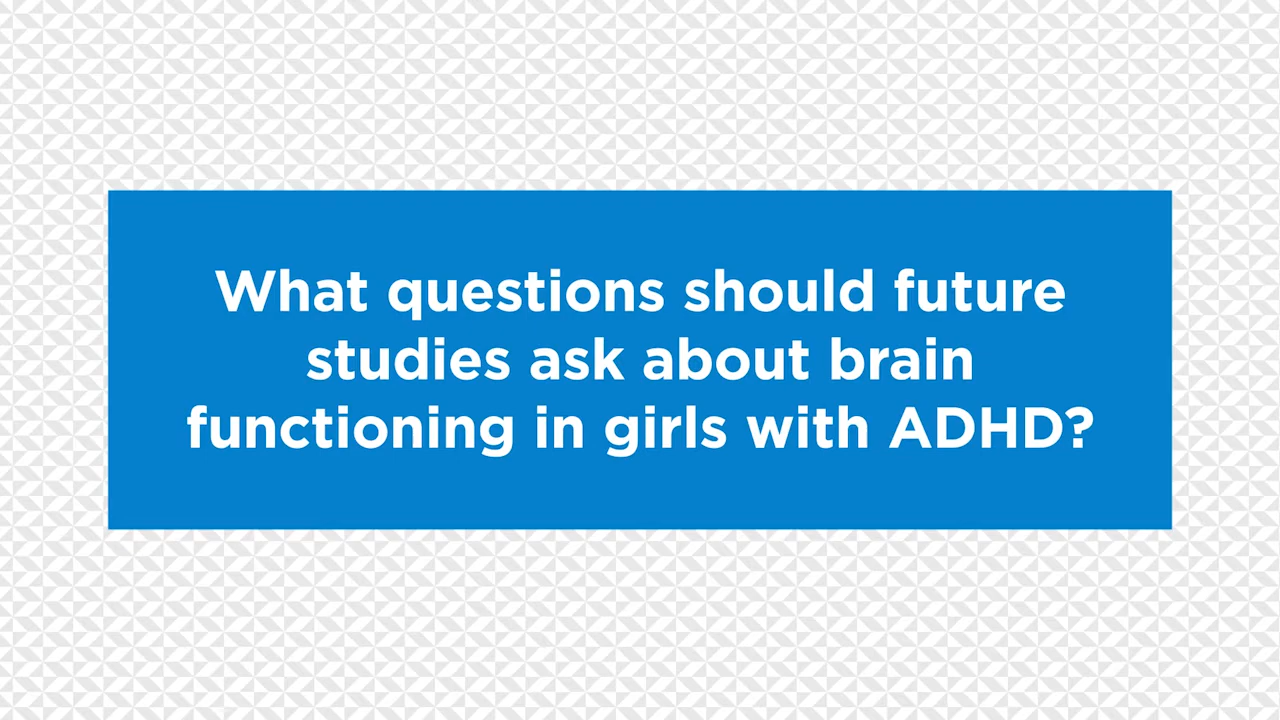 What questions should future
studies ask about brain
functioning in girls with ADHD?